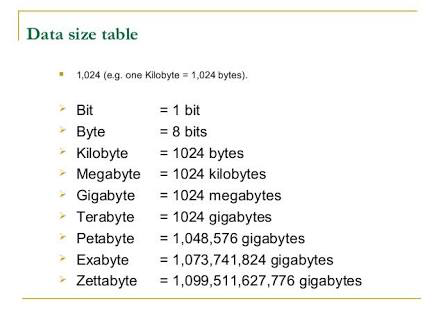 Data size table
1,024 (e.g. one Kilobyte = 1,024 bytes).
Bit = 1 bit
Byte = 8 bits
Kilobyte = 1024 bytes
Megabyte = 1024 kilobytes
Gigabyte = 1024 megabytes
Terabyte = 1024 gigabytes
Petabyte = 1,048,576 gigabytes
Exabyte = 1,073,741,824 gigabytes
Zettabyte = 1,099,511,627,776 gigabytes